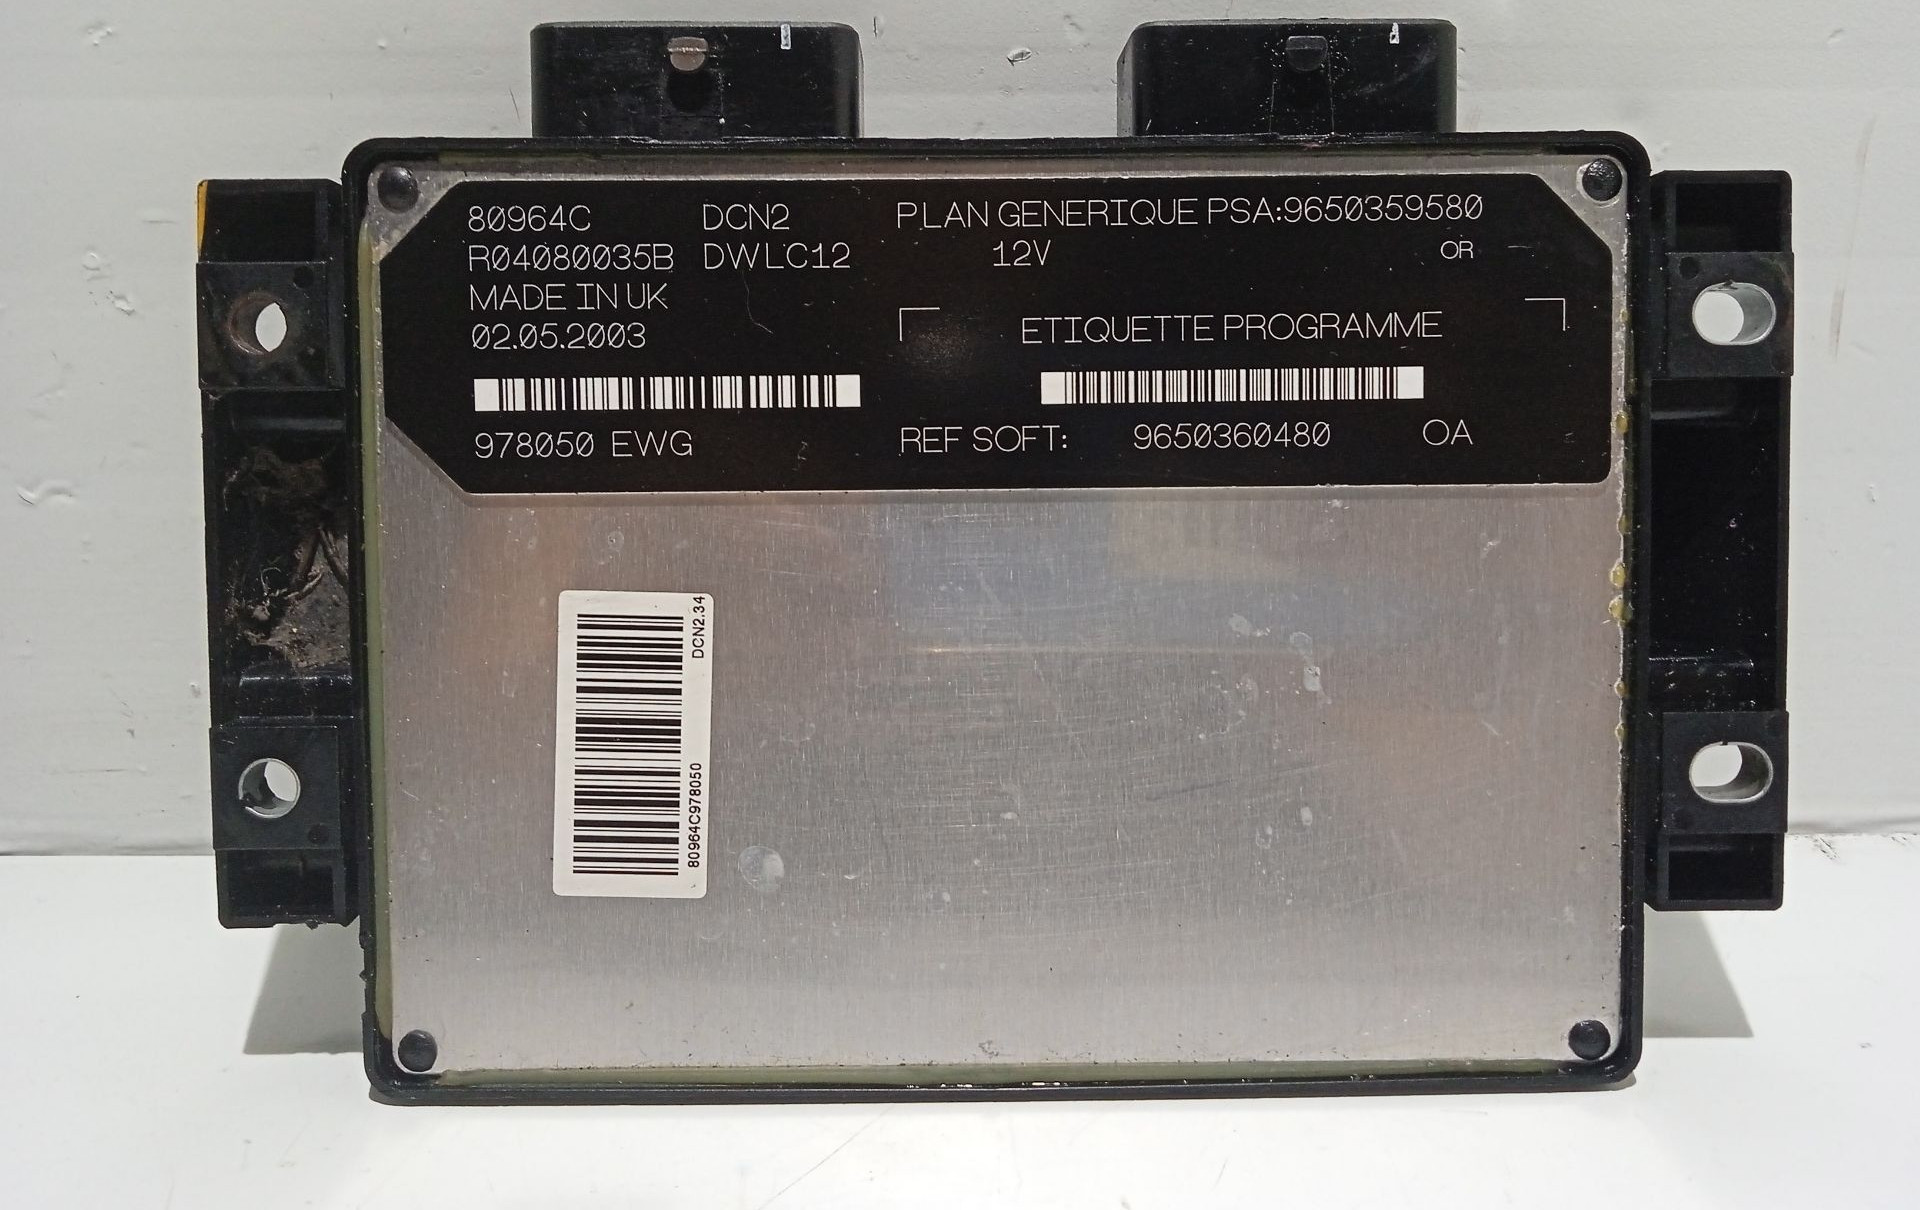 80964C DCN2 PLAN GENERIQUE PSA:9650359580
R04080035B DWLC12 12V OR
MADE IN UK
02.05.2003
ETIQUETTE PROGRAMME
978050 EWG
REF SOFT: 9650360480 OA
DCN2.34
80964C978050